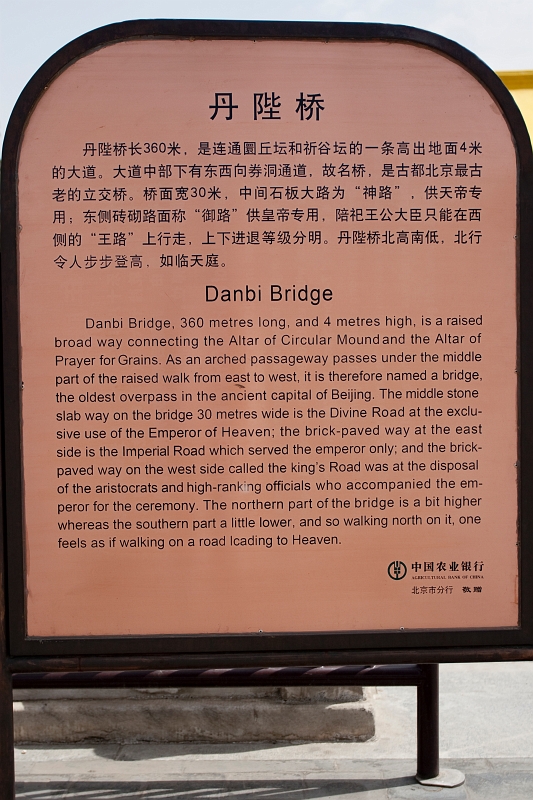 丹陛桥
丹陛桥长360米，是连通圜丘坛和祈谷坛的一条高出地面4米
的大道。大道中部下有东西向券洞通道，故名桥，是古都北京最古
老的立交桥。桥面宽30米，中间石板大路为“神路”，供天帝专
用；东侧砖砌路面称“御路”供皇帝专用，陪祀王公大臣只能在西
侧的“王路”上行走，上下进退等级分明。丹陛桥北高南低，北行
令人步步登高，如临天庭。
Danbi Bridge
Danbi Bridge, 360 metres long, and 4 metres high, is a raised
broad way connecting the Altar of Circular Mound and the Altar of
Prayer for Grains. As an arched passageway passes under the middle
part of the raised walk from east to west, it is therefore named a bridge,
the oldest overpass in the ancient capital of Beijing. The middle stone
slab way on the bridge 30 metres wide is the Divine Road at the exclu-
sive use of the Emperor of Heaven; the brick-paved way at the east
side is the Imperial Road which served the emperor only; and the brick-
paved way on the west side called the king's Road was at the disposal
of the aristocrats and high-ranking officials who accompanied the em-
peror for the ceremony. The northern part of the bridge is a bit higher
whereas the southern part a little lower, and so walking north on it, one
feels as if walking on a road lcading to Heaven.
中国农业银行
AGRICULTURAL BANK OF CHINA
北京市分行 敬赠